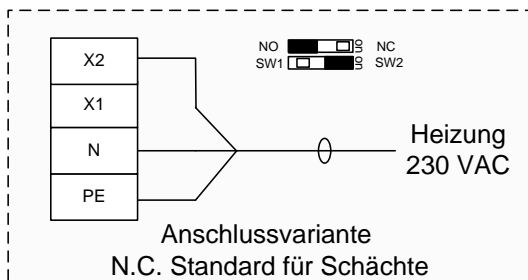 X2
X1
N
PE
NO
NC
SW1
SW2
Heizung
230 VAC
Anschlussvariante
N.C. Standard für Schächte